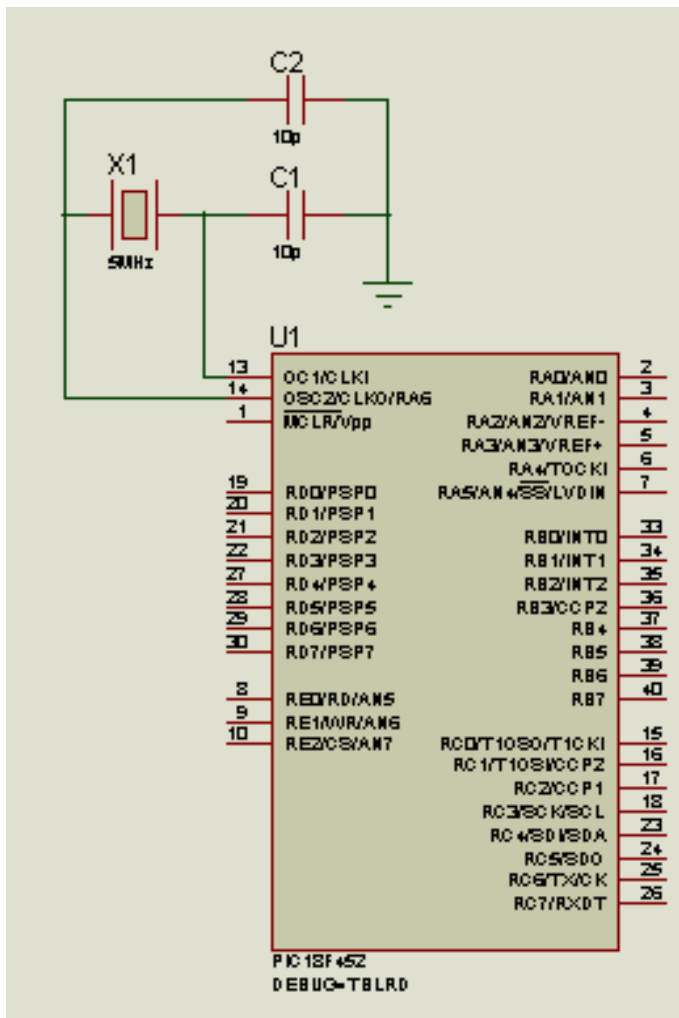 C2
10p
X1
C1
5MHz
10p
U1
13 OC1/CLKI RA0/AN0 2
14 OSC2/CLKO/RA6 RA1/AN1 3
1 MCLR/Vpp RA2/AN2/VREF- 4
RA3/AN3/VREF+ 5
RA4/TOCKI 6
19 RD0/PSP0 RA5/AN4/SS/LVDIN 7
20 RD1/PSP1
21 RD2/PSP2 RB0/INT0 33
22 RD3/PSP3 RB1/INT1 34
27 RD4/PSP4 RB2/INT2 35
28 RD5/PSP5 RB3/CCP2 36
29 RD6/PSP6 RB4 37
30 RD7/PSP7 RB5 38
RB6 39
8 RE0/RD/AN5 RB7 40
9 RE1/WR/AN6
10 RE2/CS/AN7 RC0/T1OSO/T1CKI 15
RC1/T1OSI/CCP2 16
RC2/CCP1 17
RC3/SCK/SCL 18
RC4/SDI/SDA 23
RC5/SDO 24
RC6/TX/CK 25
RC7/RXDT 26
PIC18F452
DEBUG=TBLRD